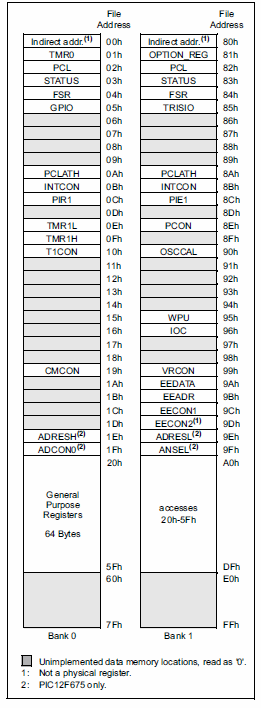 File Address File Address
Indirect addr.(1) 00h Indirect addr.(1) 80h
TMR0 01h OPTION_REG 81h
PCL 02h PCL 82h
STATUS 03h STATUS 83h
FSR 04h FSR 84h
GPIO 05h TRISIO 85h
06h 86h
07h 87h
08h 88h
09h 89h
PCLATH 0Ah PCLATH 8Ah
INTCON 0Bh INTCON 8Bh
PIR1 0Ch PIE1 8Ch
0Dh 8Dh
TMR1L 0Eh PCON 8Eh
TMR1H 0Fh 8Fh
T1CON 10h OSCCAL 90h
11h 91h
12h 92h
13h 93h
14h 94h
15h WPU 95h
16h IOC 96h
17h 97h
18h 98h
CMCON 19h VRCON 99h
1Ah EEDATA 9Ah
1Bh EEADR 9Bh
1Ch EECON1 9Ch
1Dh EECON2(1) 9Dh
ADRESH(2) 1Eh ADRESL(2) 9Eh
ADCON0(2) 1Fh ANSEL(2) 9Fh
20h A0h
General Purpose Registers
64 Bytes
accesses 20h-5Fh
5Fh DFh
60h E0h
7Fh FFh
Bank 0 Bank 1
Unimplemented data memory locations, read as '0'.
1: Not a physical register.
2: PIC12F675 only.